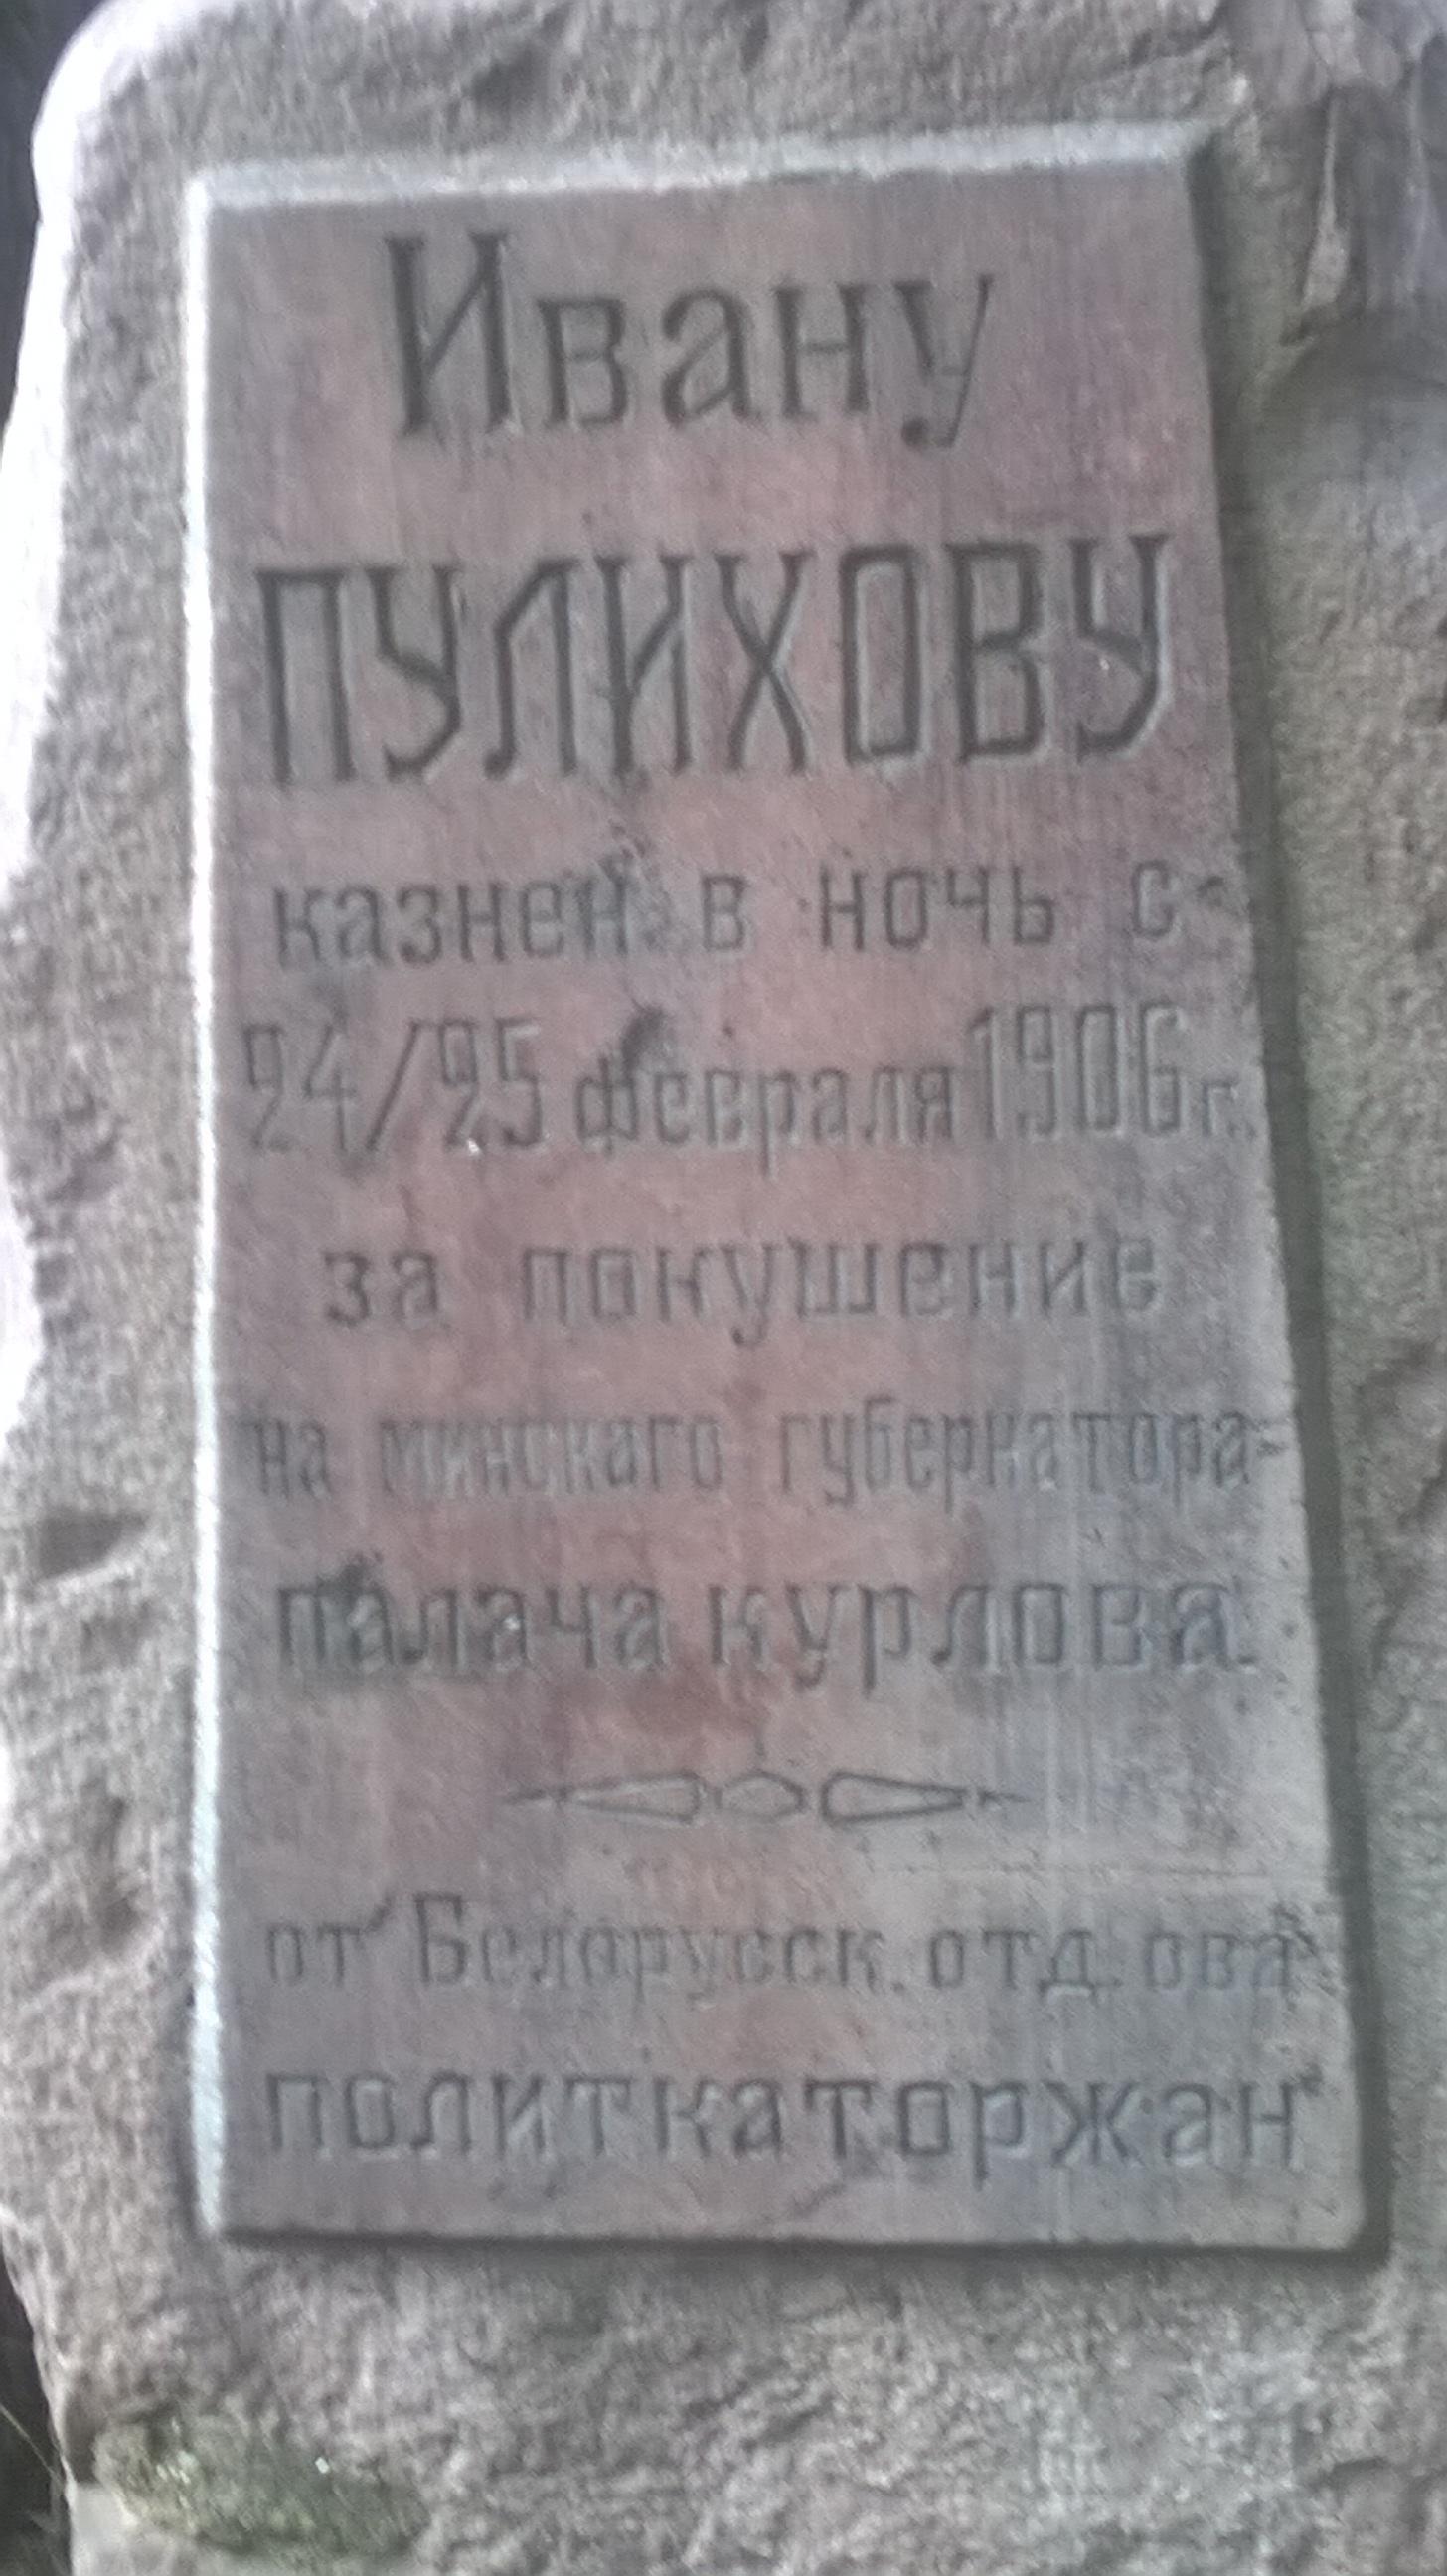 Ивану
ПУЛИХОВУ
казнен в ночь с
24/25 февраля 1906 г.
за покушение
на минскаго губернатора-
палача курлова.
от Белорусск. отд. о-ва
политкаторжан